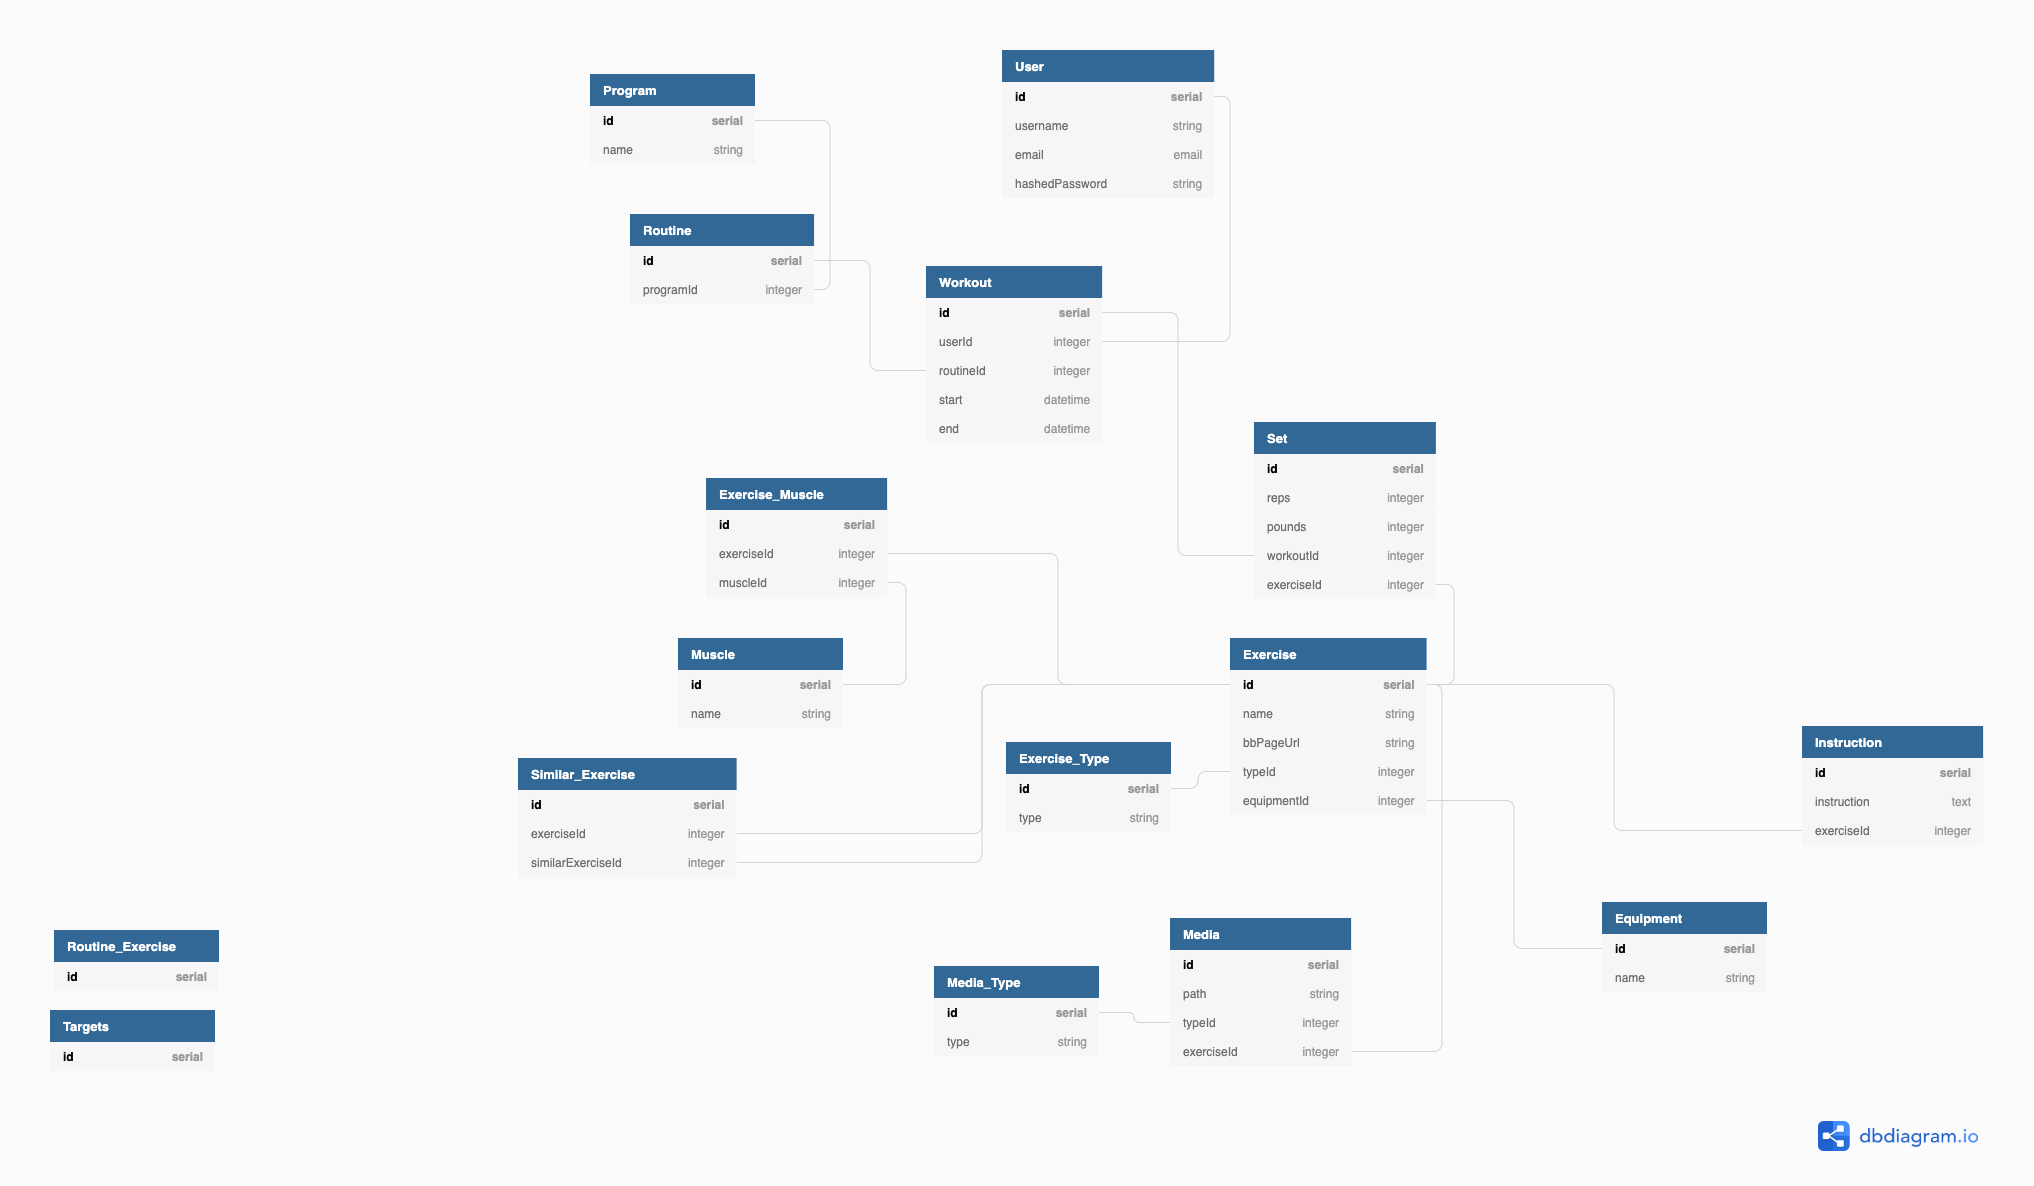 Program
id serial
name string
User
id serial
username string
email email
hashedPassword string
Routine
id serial
programId integer
Workout
id serial
userId integer
routineId integer
start datetime
end datetime
Set
id serial
reps integer
pounds integer
workoutId integer
exerciseId integer
Exercise_Muscle
id serial
exerciseId integer
muscleId integer
Muscle
id serial
name string
Exercise
id serial
name string
bbPageUrl string
typeId integer
equipmentId integer
Exercise_Type
id serial
type string
Instruction
id serial
instruction text
exerciseId integer
Similar_Exercise
id serial
exerciseId integer
similarExerciseId integer
Equipment
id serial
name string
Media
id serial
path string
typeId integer
exerciseId integer
Media_Type
id serial
type string
Routine_Exercise
id serial
Targets
id serial
dbdiagram.io